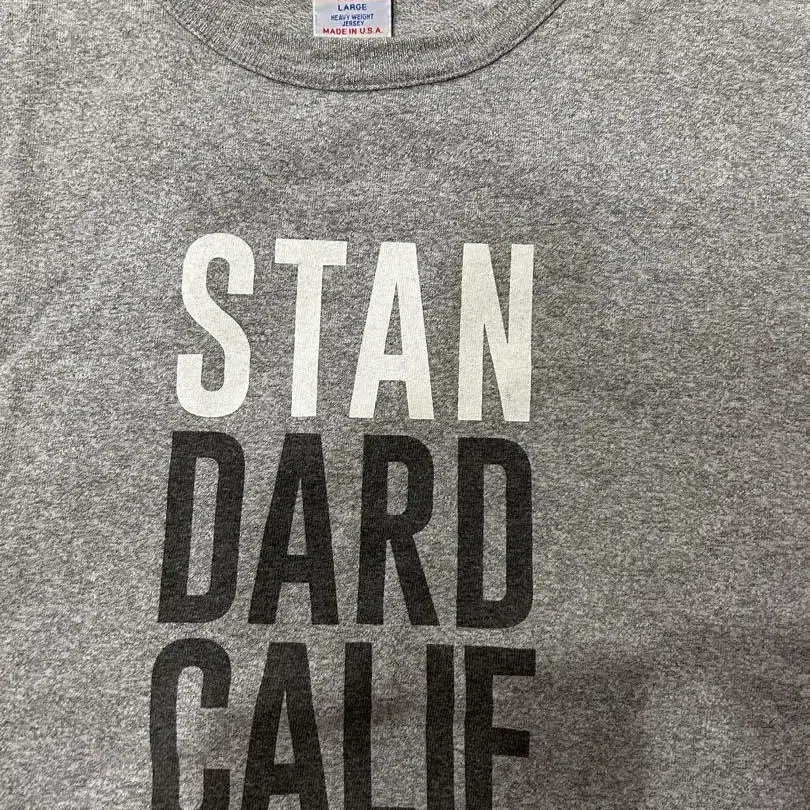 LARGE
HEAVY WEIGHT
JERSEY
MADE IN U.S.A.
STAN
DARD
CALIF